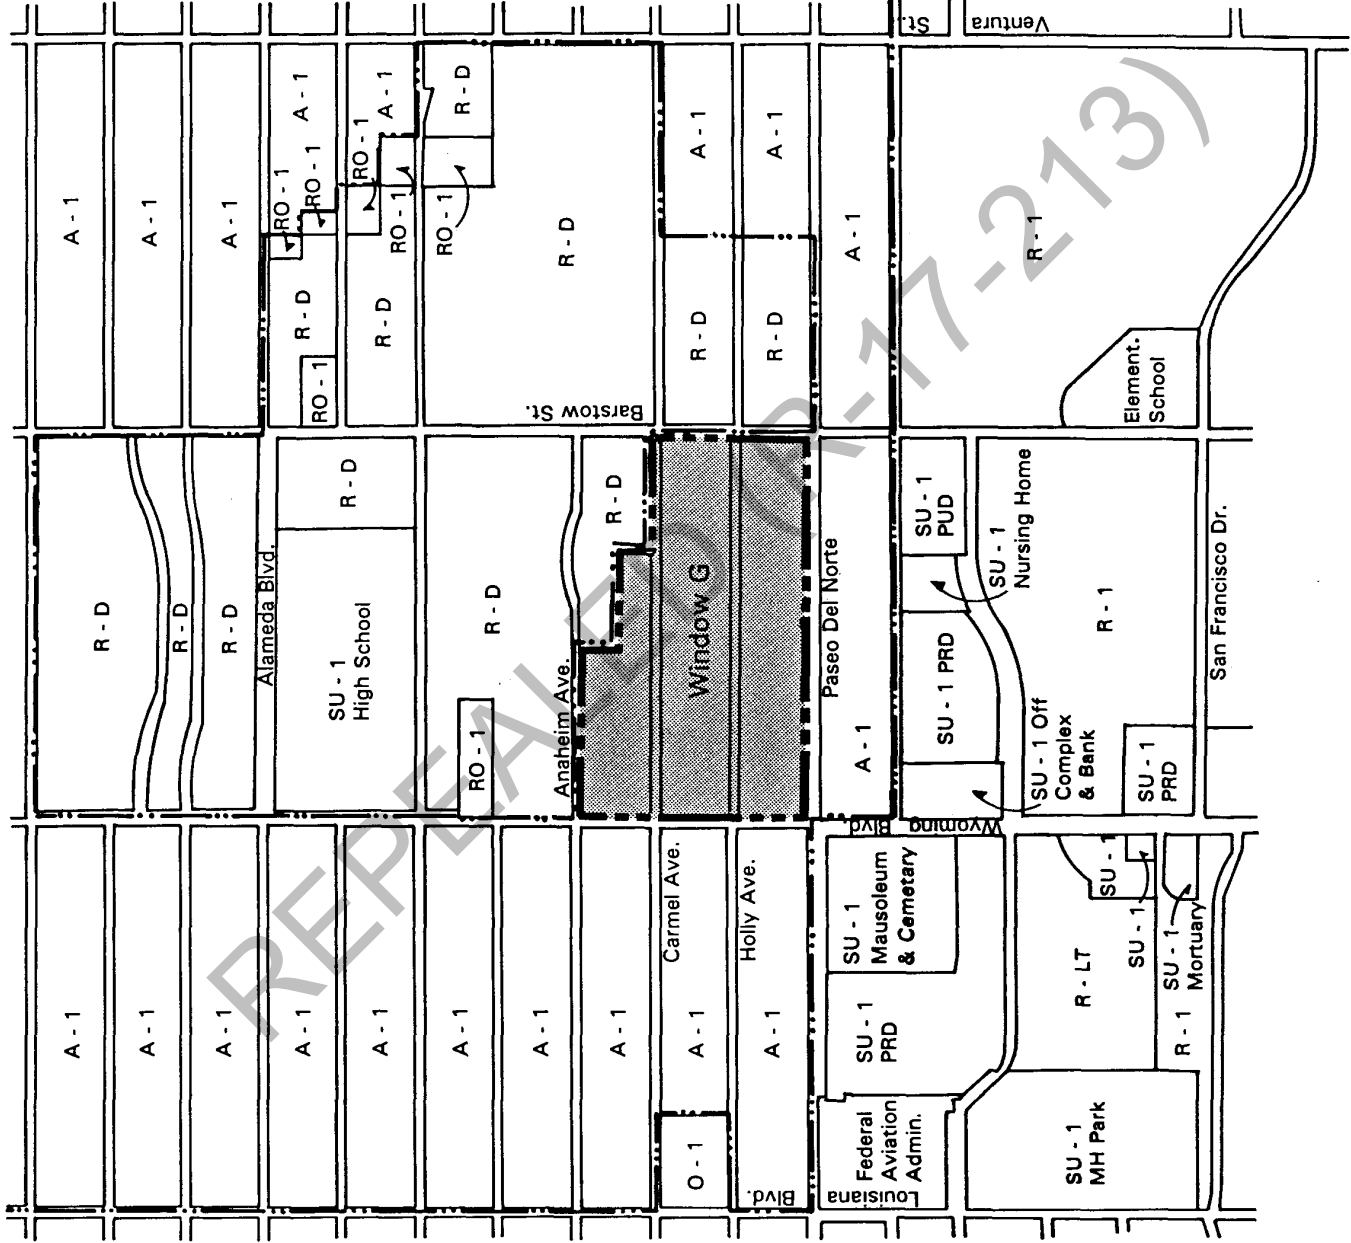 Ventura
St.
A - 1
A - 1
A - 1
A - 1
A - 1
R - D
A - 1
A - 1
A - 1
R - 1
RO - 1
RO - 1
RO - 1
RO - 1
RO - 1
R - D
R - D
RO - 1
R - D
R - D
R - D
Barstow St.
Element.
School
R - D
R - D
R - D
Alameda Blvd.
R - D
SU - 1
High School
R - D
RO - 1
Anaheim Ave.
R - D
Window G
Paseo Del Norte
A - 1
SU - 1
PUD
SU - 1
Nursing Home
SU - 1 PRD
SU - 1 Off
Complex
& Bank
R - 1
SU - 1
PRD
San Francisco Dr.
Wyoming
Blvd
A - 1
A - 1
A - 1
A - 1
A - 1
A - 1
A - 1
A - 1
Carmel Ave.
A - 1
Holly Ave.
A - 1
O - 1
SU - 1
Mausoleum
& Cemetary
SU - 1
PRD
Federal
Aviation
Admin.
Louisiana
Blvd.
R - LT
SU - 1
SU - 1
SU - 1
Mortuary
R - 1
SU - 1
MH Park
REPEALED (R-17-213)